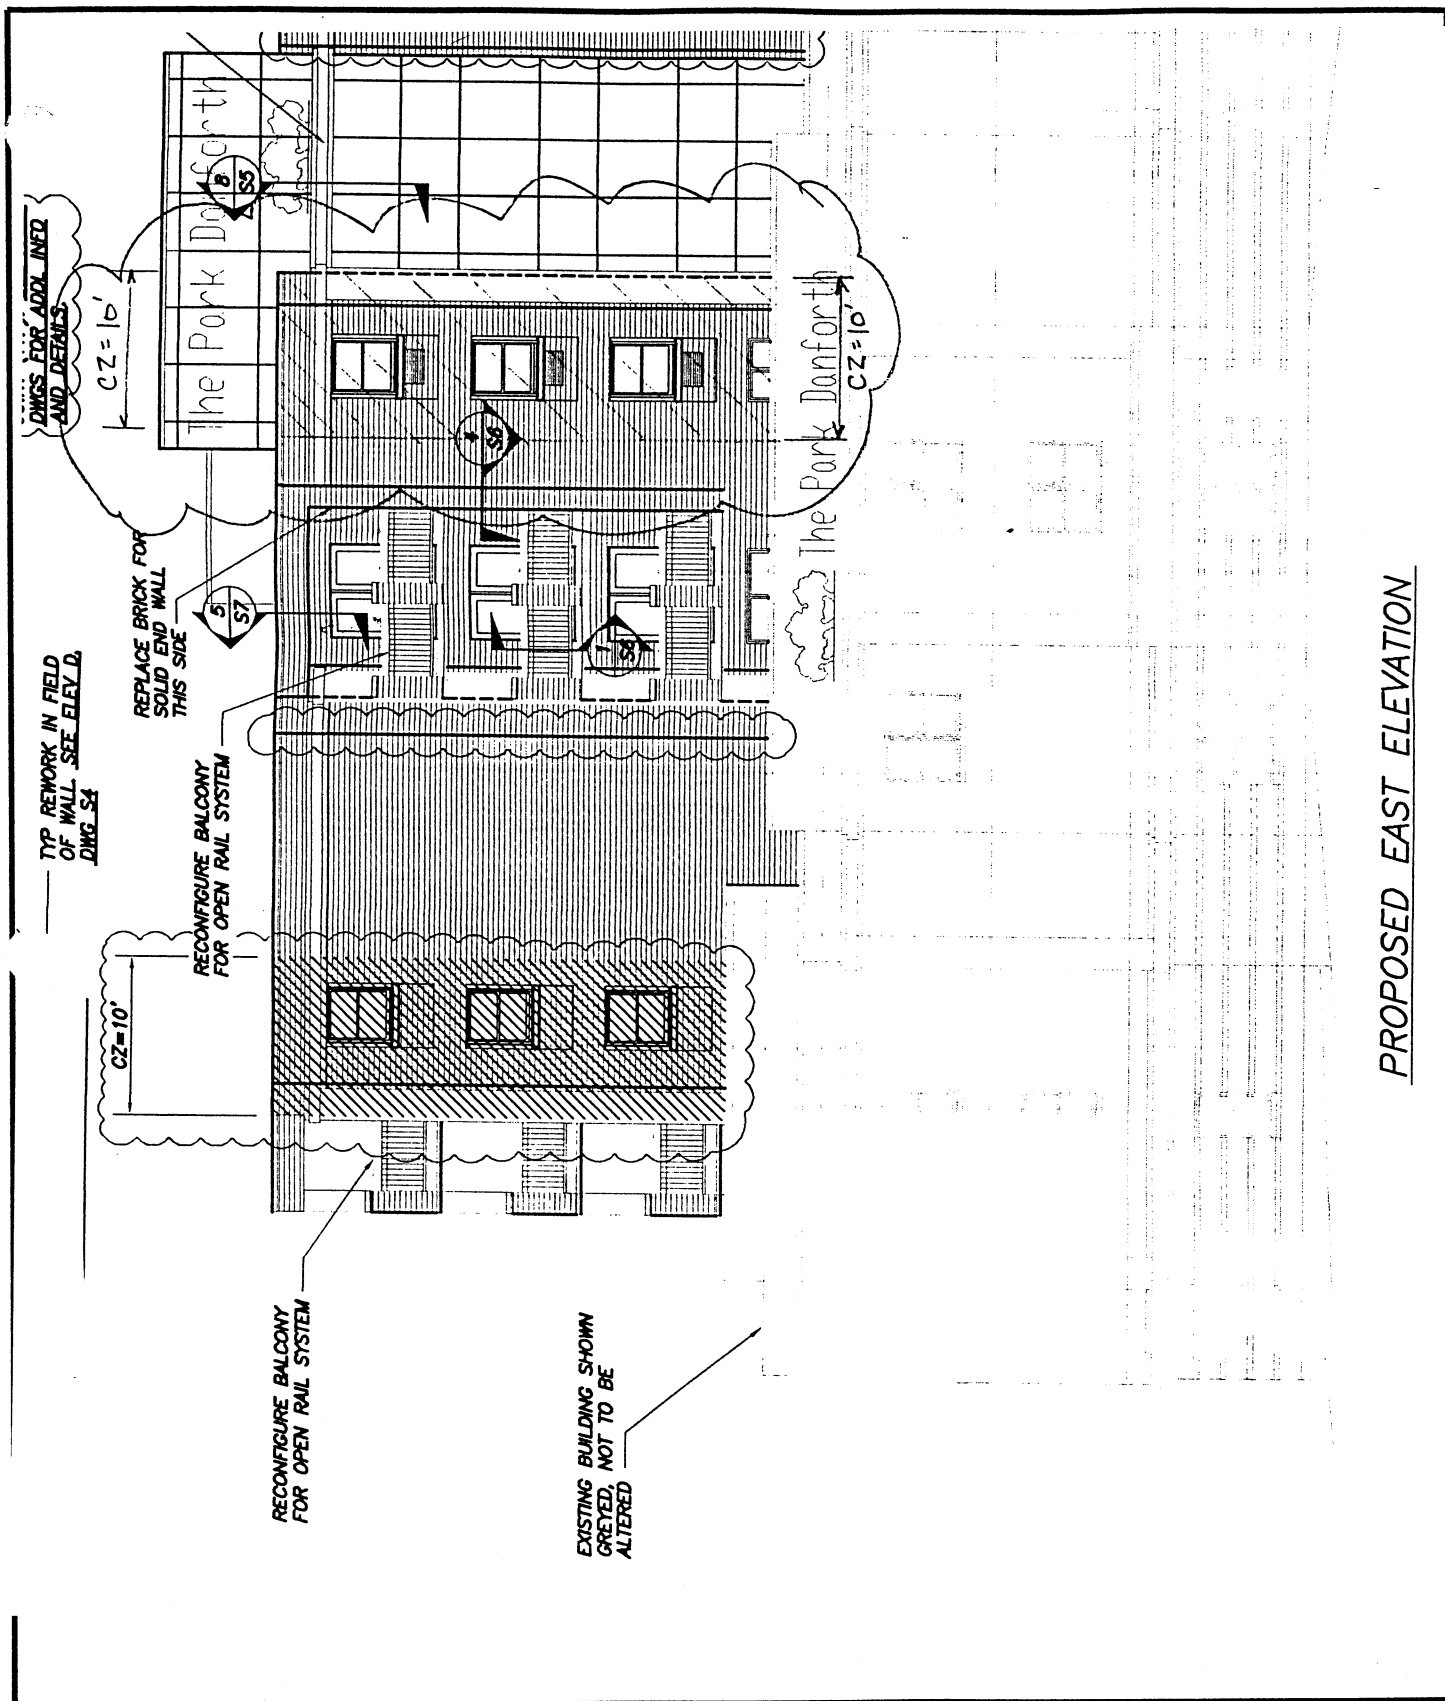 TYP REWORK IN FIELD
OF WALL. SEE ELEV D,
DWG S4
DWGS FOR ADDL INFO
AND DETAILS.
CZ=10'
CZ=10'
The Park Danforth
8
S5
REPLACE BRICK FOR
SOLID END WALL
THIS SIDE
5
S7
RECONFIGURE BALCONY
FOR OPEN RAIL SYSTEM
4
S6
1
S8
RECONFIGURE BALCONY
FOR OPEN RAIL SYSTEM
The Park Danforth
CZ=10'
EXISTING BUILDING SHOWN
GREYED, NOT TO BE
ALTERED
PROPOSED EAST ELEVATION